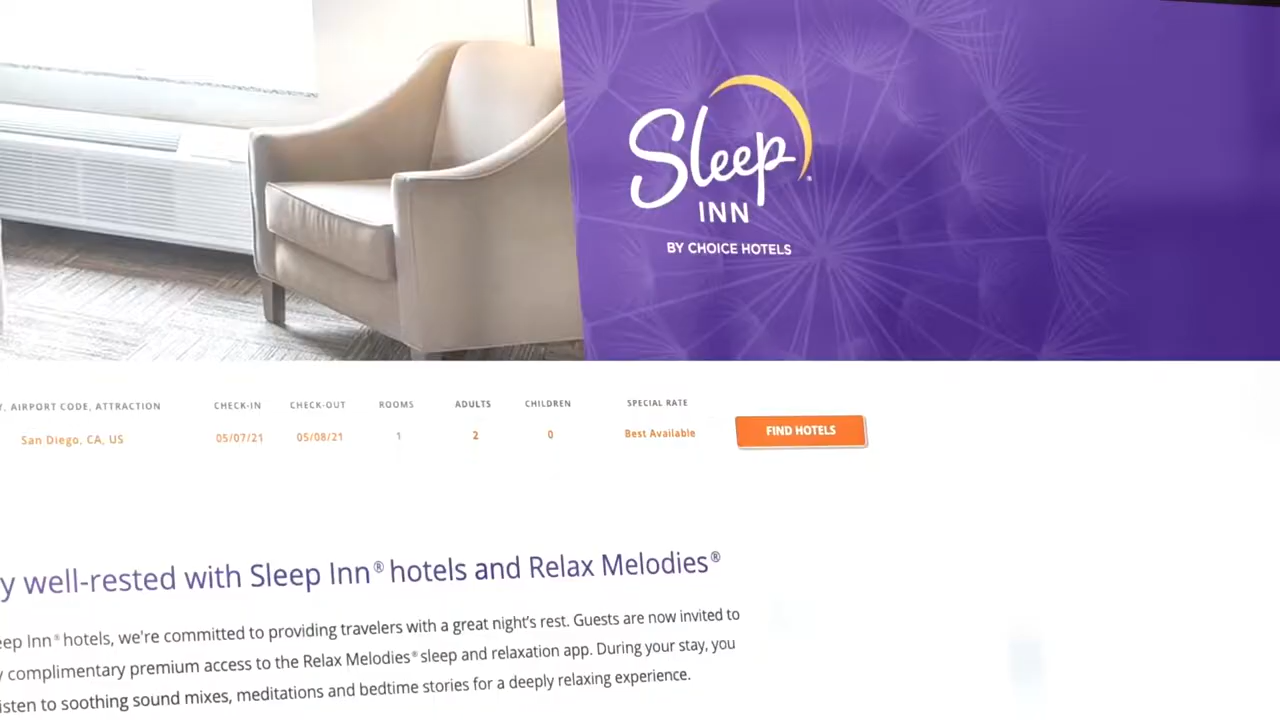 Sleep
INN
BY CHOICE HOTELS
AIRPORT CODE, ATTRACTION CHECK-IN CHECK-OUT ROOMS ADULTS CHILDREN SPECIAL RATE
San Diego, CA, US 05/07/21 05/08/21 1 2 0 Best Available FIND HOTELS
y well-rested with Sleep Inn® hotels and Relax Melodies®
eep Inn® hotels, we're committed to providing travelers with a great night's rest. Guests are now invited to
y complimentary premium access to the Relax Melodies® sleep and relaxation app. During your stay, you
isten to soothing sound mixes, meditations and bedtime stories for a deeply relaxing experience.